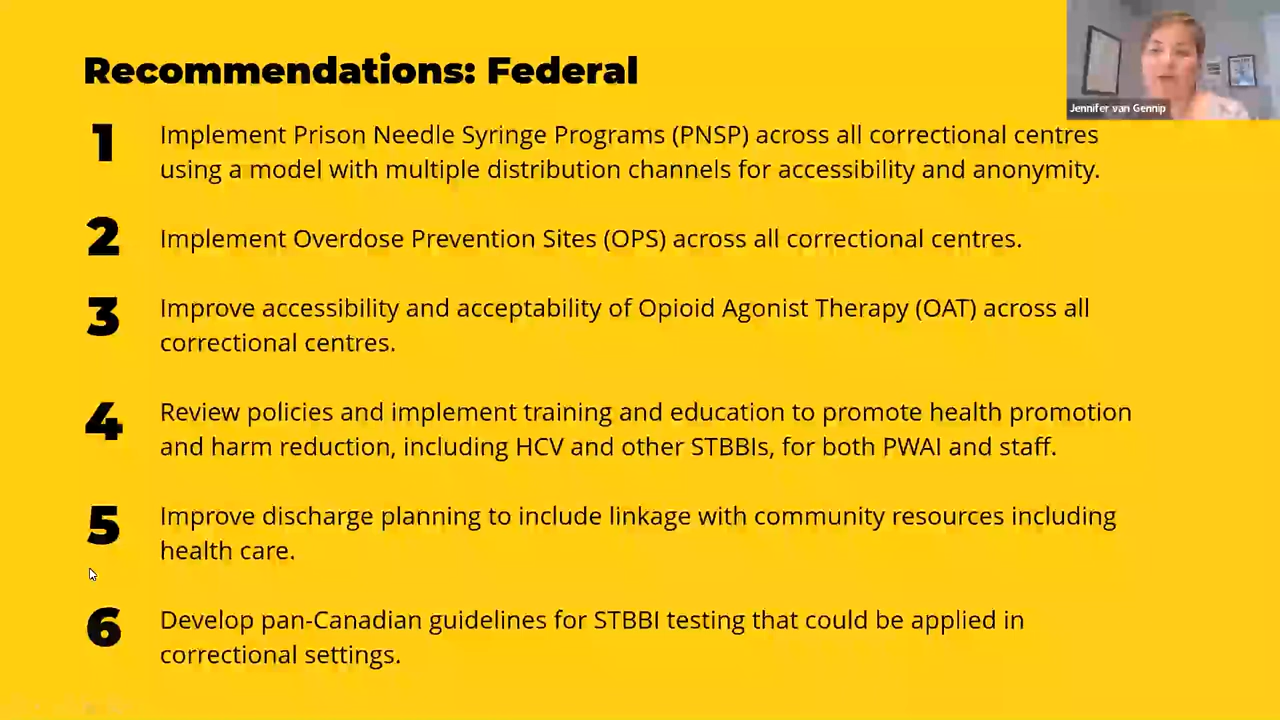 Recommendations: Federal
Jennifer van Gennip
1
Implement Prison Needle Syringe Programs (PNSP) across all correctional centres
using a model with multiple distribution channels for accessibility and anonymity.
2
Implement Overdose Prevention Sites (OPS) across all correctional centres.
3
Improve accessibility and acceptability of Opioid Agonist Therapy (OAT) across all
correctional centres.
4
Review policies and implement training and education to promote health promotion
and harm reduction, including HCV and other STBBIs, for both PWAI and staff.
5
Improve discharge planning to include linkage with community resources including
health care.
6
Develop pan-Canadian guidelines for STBBI testing that could be applied in
correctional settings.